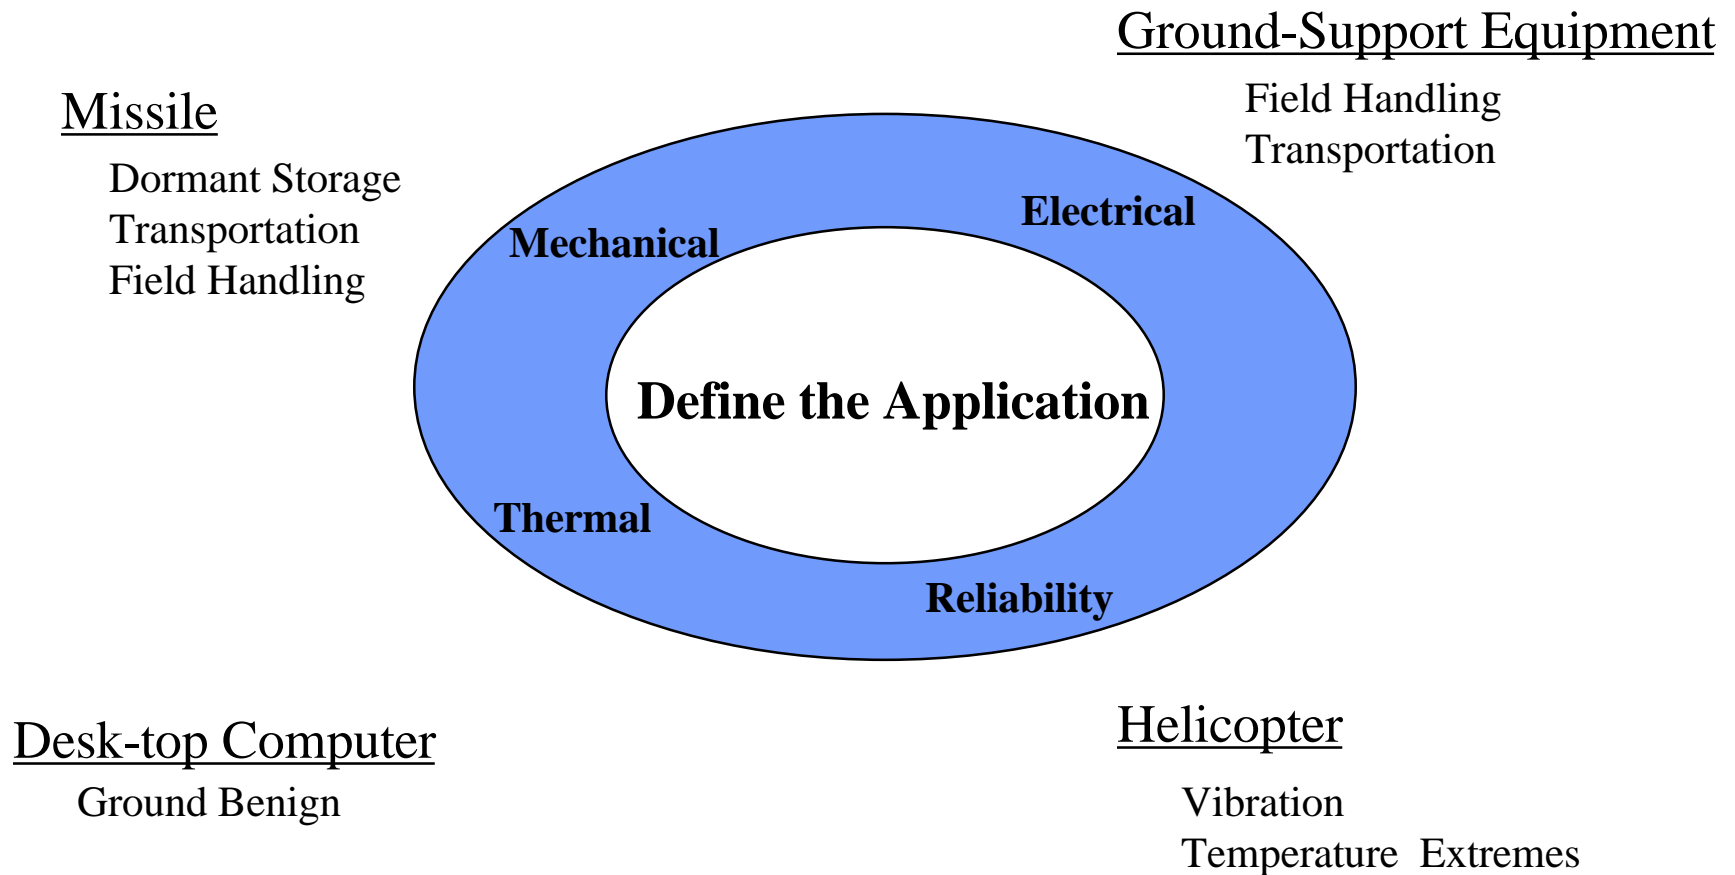 Ground-Support Equipment
Field Handling
Transportation
Missile
Dormant Storage
Transportation
Field Handling
Electrical
Mechanical
Define the Application
Thermal
Reliability
Desk-top Computer
Ground Benign
Helicopter
Vibration
Temperature  Extremes